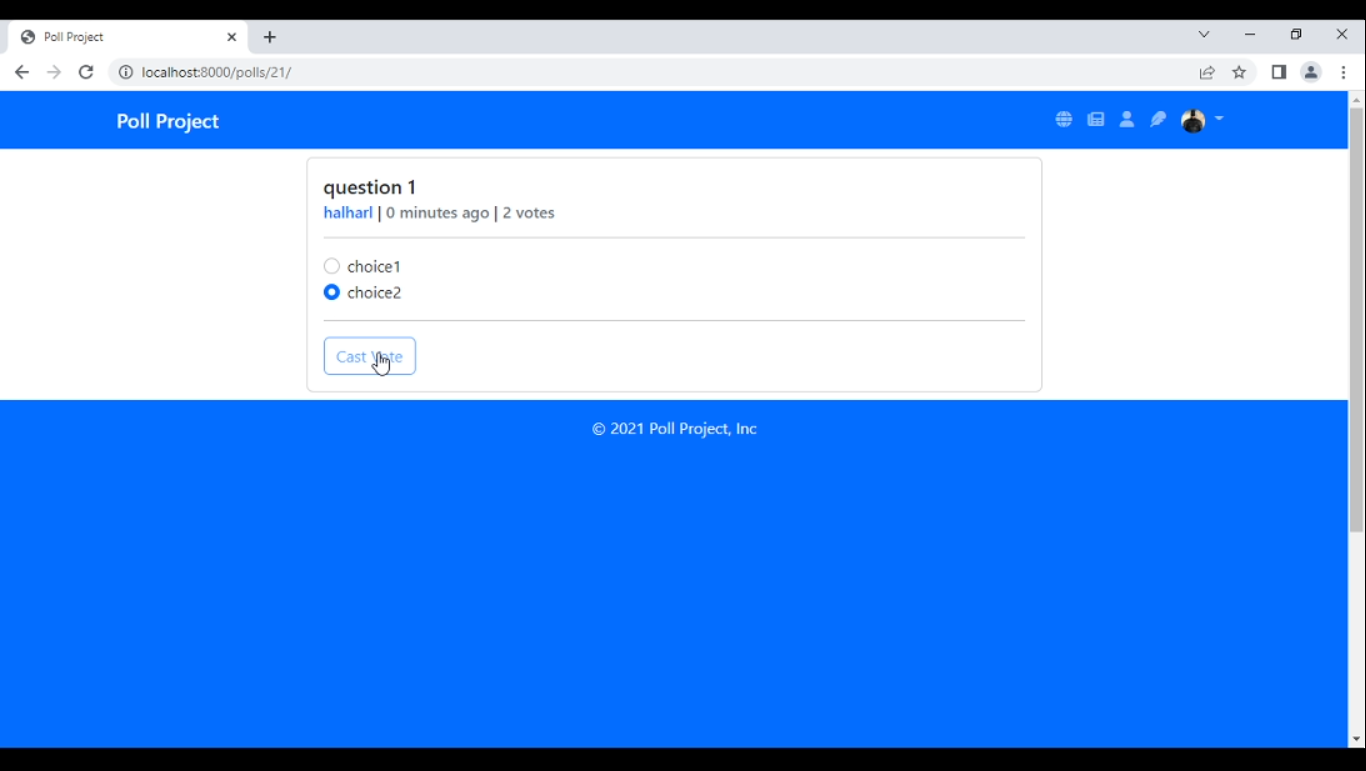 Poll Project
localhost:8000/polls/21/
Poll Project
question 1
halharl | 0 minutes ago | 2 votes
choice1
choice2
Cast Vote
© 2021 Poll Project, Inc